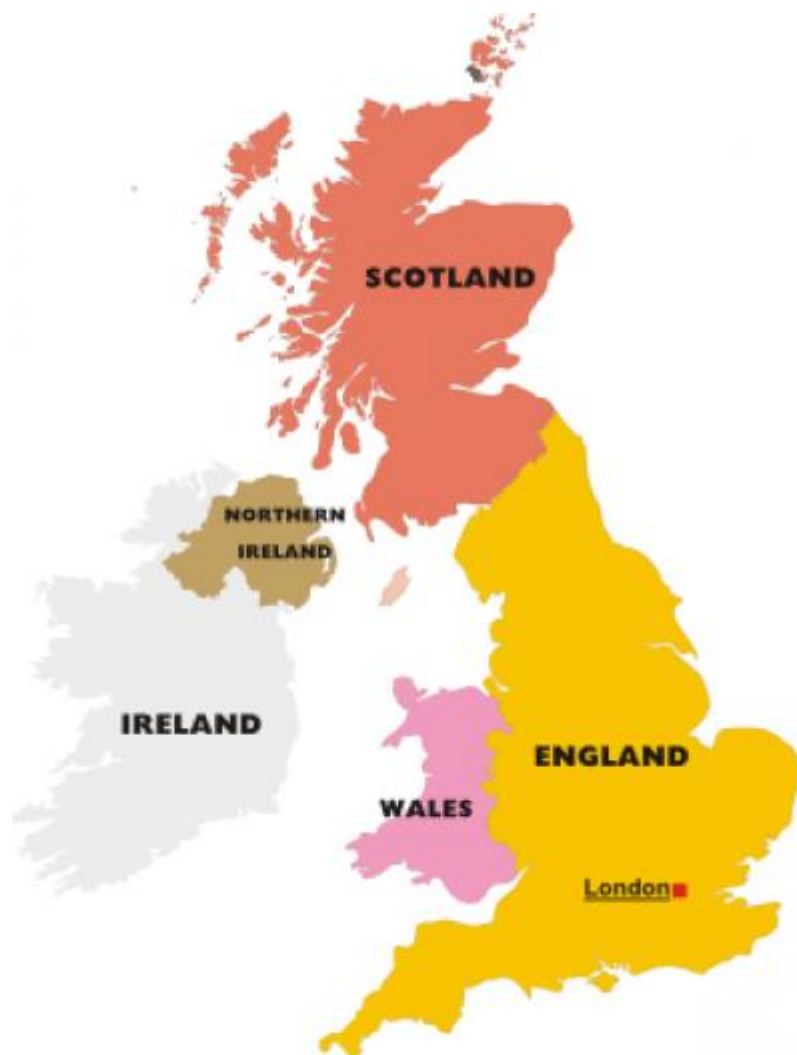 SCOTLAND
NORTHERN
IRELAND
IRELAND
ENGLAND
WALES
London